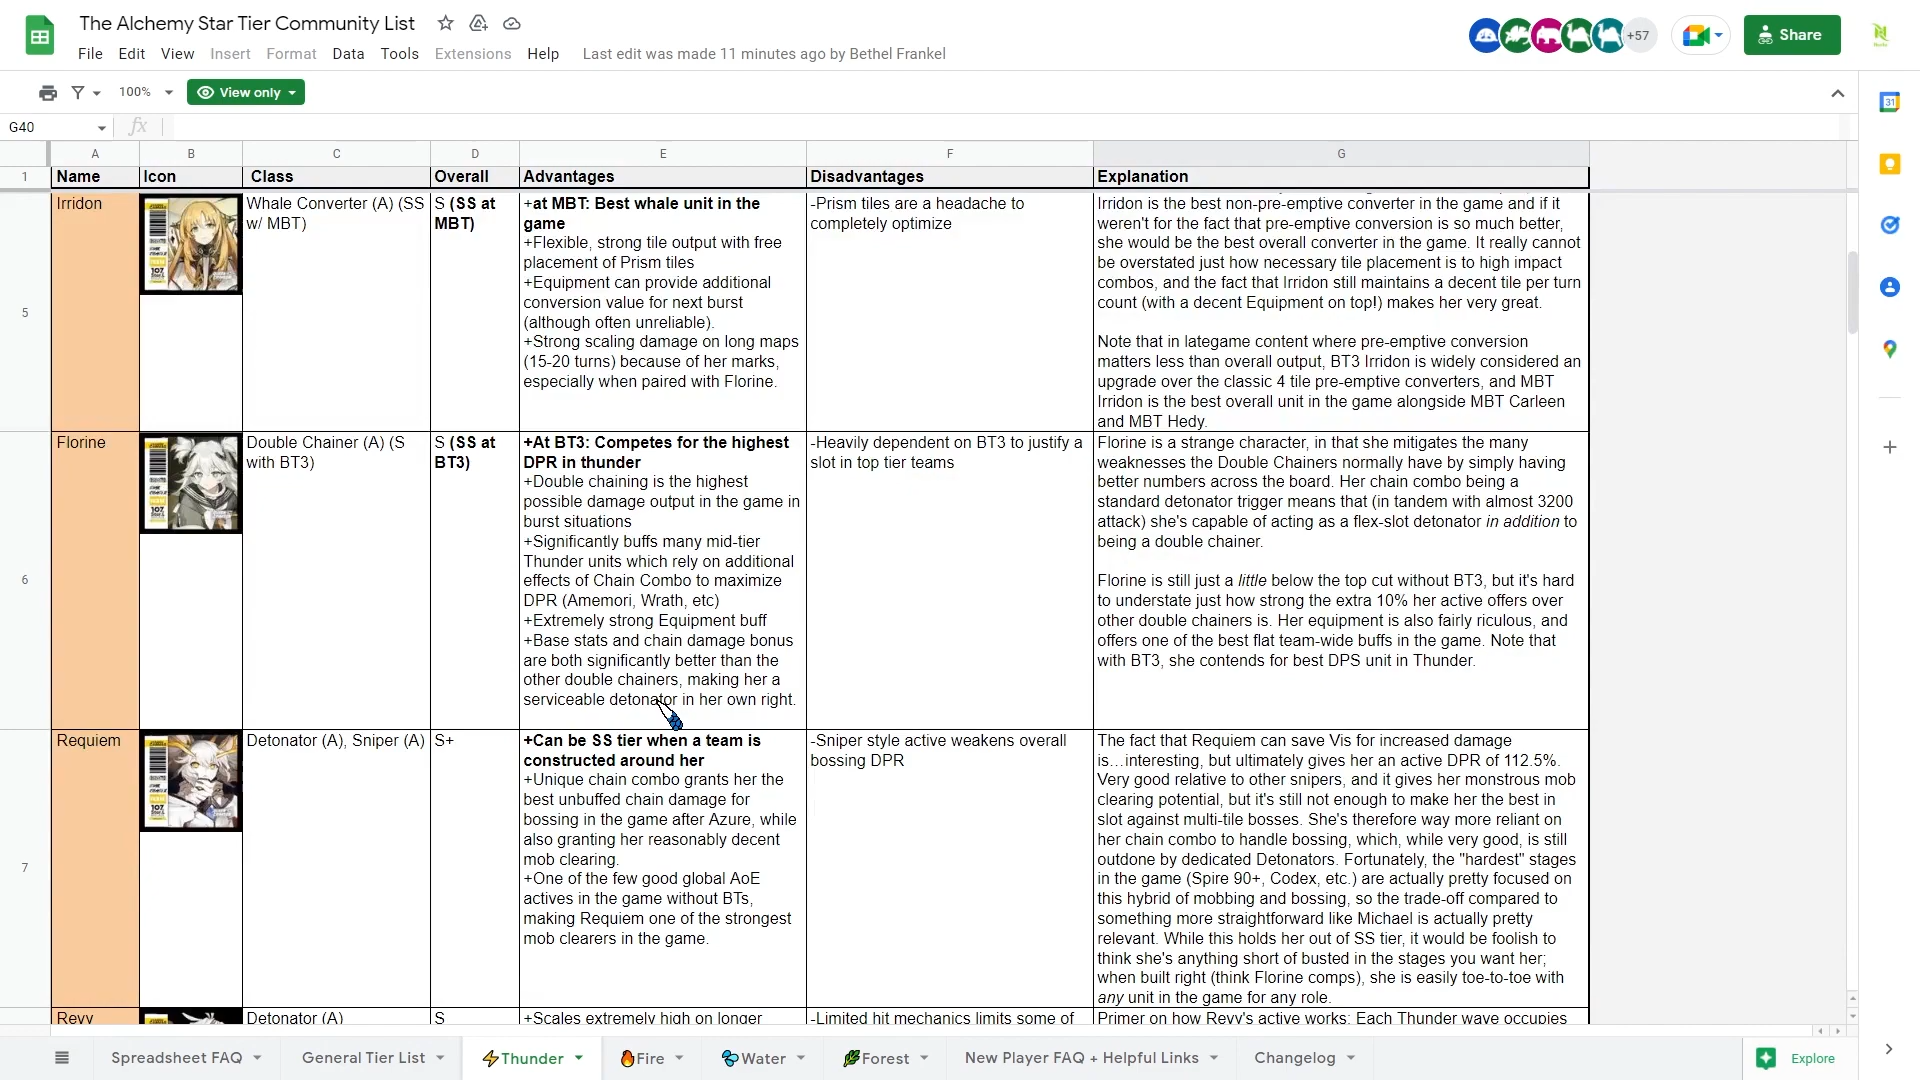 The Alchemy Star Tier Community List
File Edit View Insert Format Data Tools Extensions Help Last edit was made 11 minutes ago by Bethel Frankel
+57
Share
100%
View only
G40
fx
A B C D E F G
1 Name Icon Class Overall Advantages Disadvantages Explanation
5
Irridon
Whale Converter (A) (SS
w/ MBT)
S (SS at
MBT)
+at MBT: Best whale unit in the
game
+Flexible, strong tile output with free
placement of Prism tiles
+Equipment can provide additional
conversion value for next burst
(although often unreliable).
+Strong scaling damage on long maps
(15-20 turns) because of her marks,
especially when paired with Florine.
-Prism tiles are a headache to
completely optimize
Irridon is the best non-pre-emptive converter in the game and if it
weren't for the fact that pre-emptive conversion is so much better,
she would be the best overall converter in the game. It really cannot
be overstated just how necessary tile placement is to high impact
combos, and the fact that Irridon still maintains a decent tile per turn
count (with a decent Equipment on top!) makes her very great.
Note that in lategame content where pre-emptive conversion
matters less than overall output, BT3 Irridon is widely considered an
upgrade over the classic 4 tile pre-emptive converters, and MBT
Irridon is the best overall unit in the game alongside MBT Carleen
and MBT Hedy.
6
Florine
Double Chainer (A) (S
with BT3)
S (SS at
BT3)
+At BT3: Competes for the highest
DPR in thunder
+Double chaining is the highest
possible damage output in the game in
burst situations
+Significantly buffs many mid-tier
Thunder units which rely on additional
effects of Chain Combo to maximize
DPR (Amemori, Wrath, etc)
+Extremely strong Equipment buff
+Base stats and chain damage bonus
are both significantly better than the
other double chainers, making her a
serviceable detonator in her own right.
-Heavily dependent on BT3 to justify a
slot in top tier teams
Florine is a strange character, in that she mitigates the many
weaknesses the Double Chainers normally have by simply having
better numbers across the board. Her chain combo being a
standard detonator trigger means that (in tandem with almost 3200
attack) she's capable of acting as a flex-slot detonator in addition to
being a double chainer.
Florine is still just a little below the top cut without BT3, but it's hard
to understate just how strong the extra 10% her active offers over
other double chainers is. Her equipment is also fairly riculous, and
offers one of the best flat team-wide buffs in the game. Note that
with BT3, she contends for best DPS unit in Thunder.
7
Requiem
Detonator (A), Sniper (A)
S+
+Can be SS tier when a team is
constructed around her
+Unique chain combo grants her the
best unbuffed chain damage for
bossing in the game after Azure, while
also granting her reasonably decent
mob clearing.
+One of the few good global AoE
actives in the game without BTs,
making Requiem one of the strongest
mob clearers in the game.
-Sniper style active weakens overall
bossing DPR
The fact that Requiem can save Vis for increased damage
is…interesting, but ultimately gives her an active DPR of 112.5%.
Very good relative to other snipers, and it gives her monstrous mob
clearing potential, but it's still not enough to make her the best in
slot against multi-tile bosses. She's therefore way more reliant on
her chain combo to handle bossing, which, while very good, is still
outdone by dedicated Detonators. Fortunately, the "hardest" stages
in the game (Spire 90+, Codex, etc.) are actually pretty focused on
this hybrid of mobbing and bossing, so the trade-off compared to
something more straightforward like Michael is actually pretty
relevant. While this holds her out of SS tier, it would be foolish to
think she's anything short of busted in the stages you want her;
when built right (think Florine comps), she is easily toe-to-toe with
any unit in the game for any role.
Revy
Detonator (A)
S
+Scales extremely high on longer
-Limited hit mechanics limits some of
Primer on how Revy's active works: Each Thunder wave occupies
Spreadsheet FAQ General Tier List Thunder Fire Water Forest New Player FAQ + Helpful Links Changelog Explore